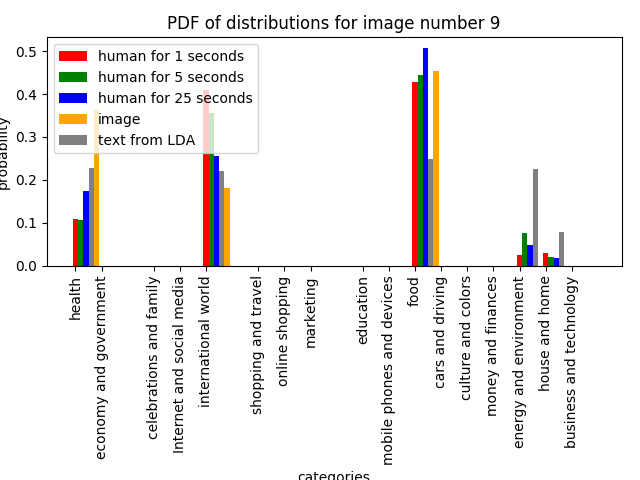 PDF of distributions for image number 9
probability
0.5
0.4
0.3
0.2
0.1
0.0
human for 1 seconds
human for 5 seconds
human for 25 seconds
image
text from LDA
health
economy and government
celebrations and family
Internet and social media
international world
shopping and travel
online shopping
marketing
education
mobile phones and devices
food
cars and driving
culture and colors
money and finances
energy and environment
house and home
business and technology
categories